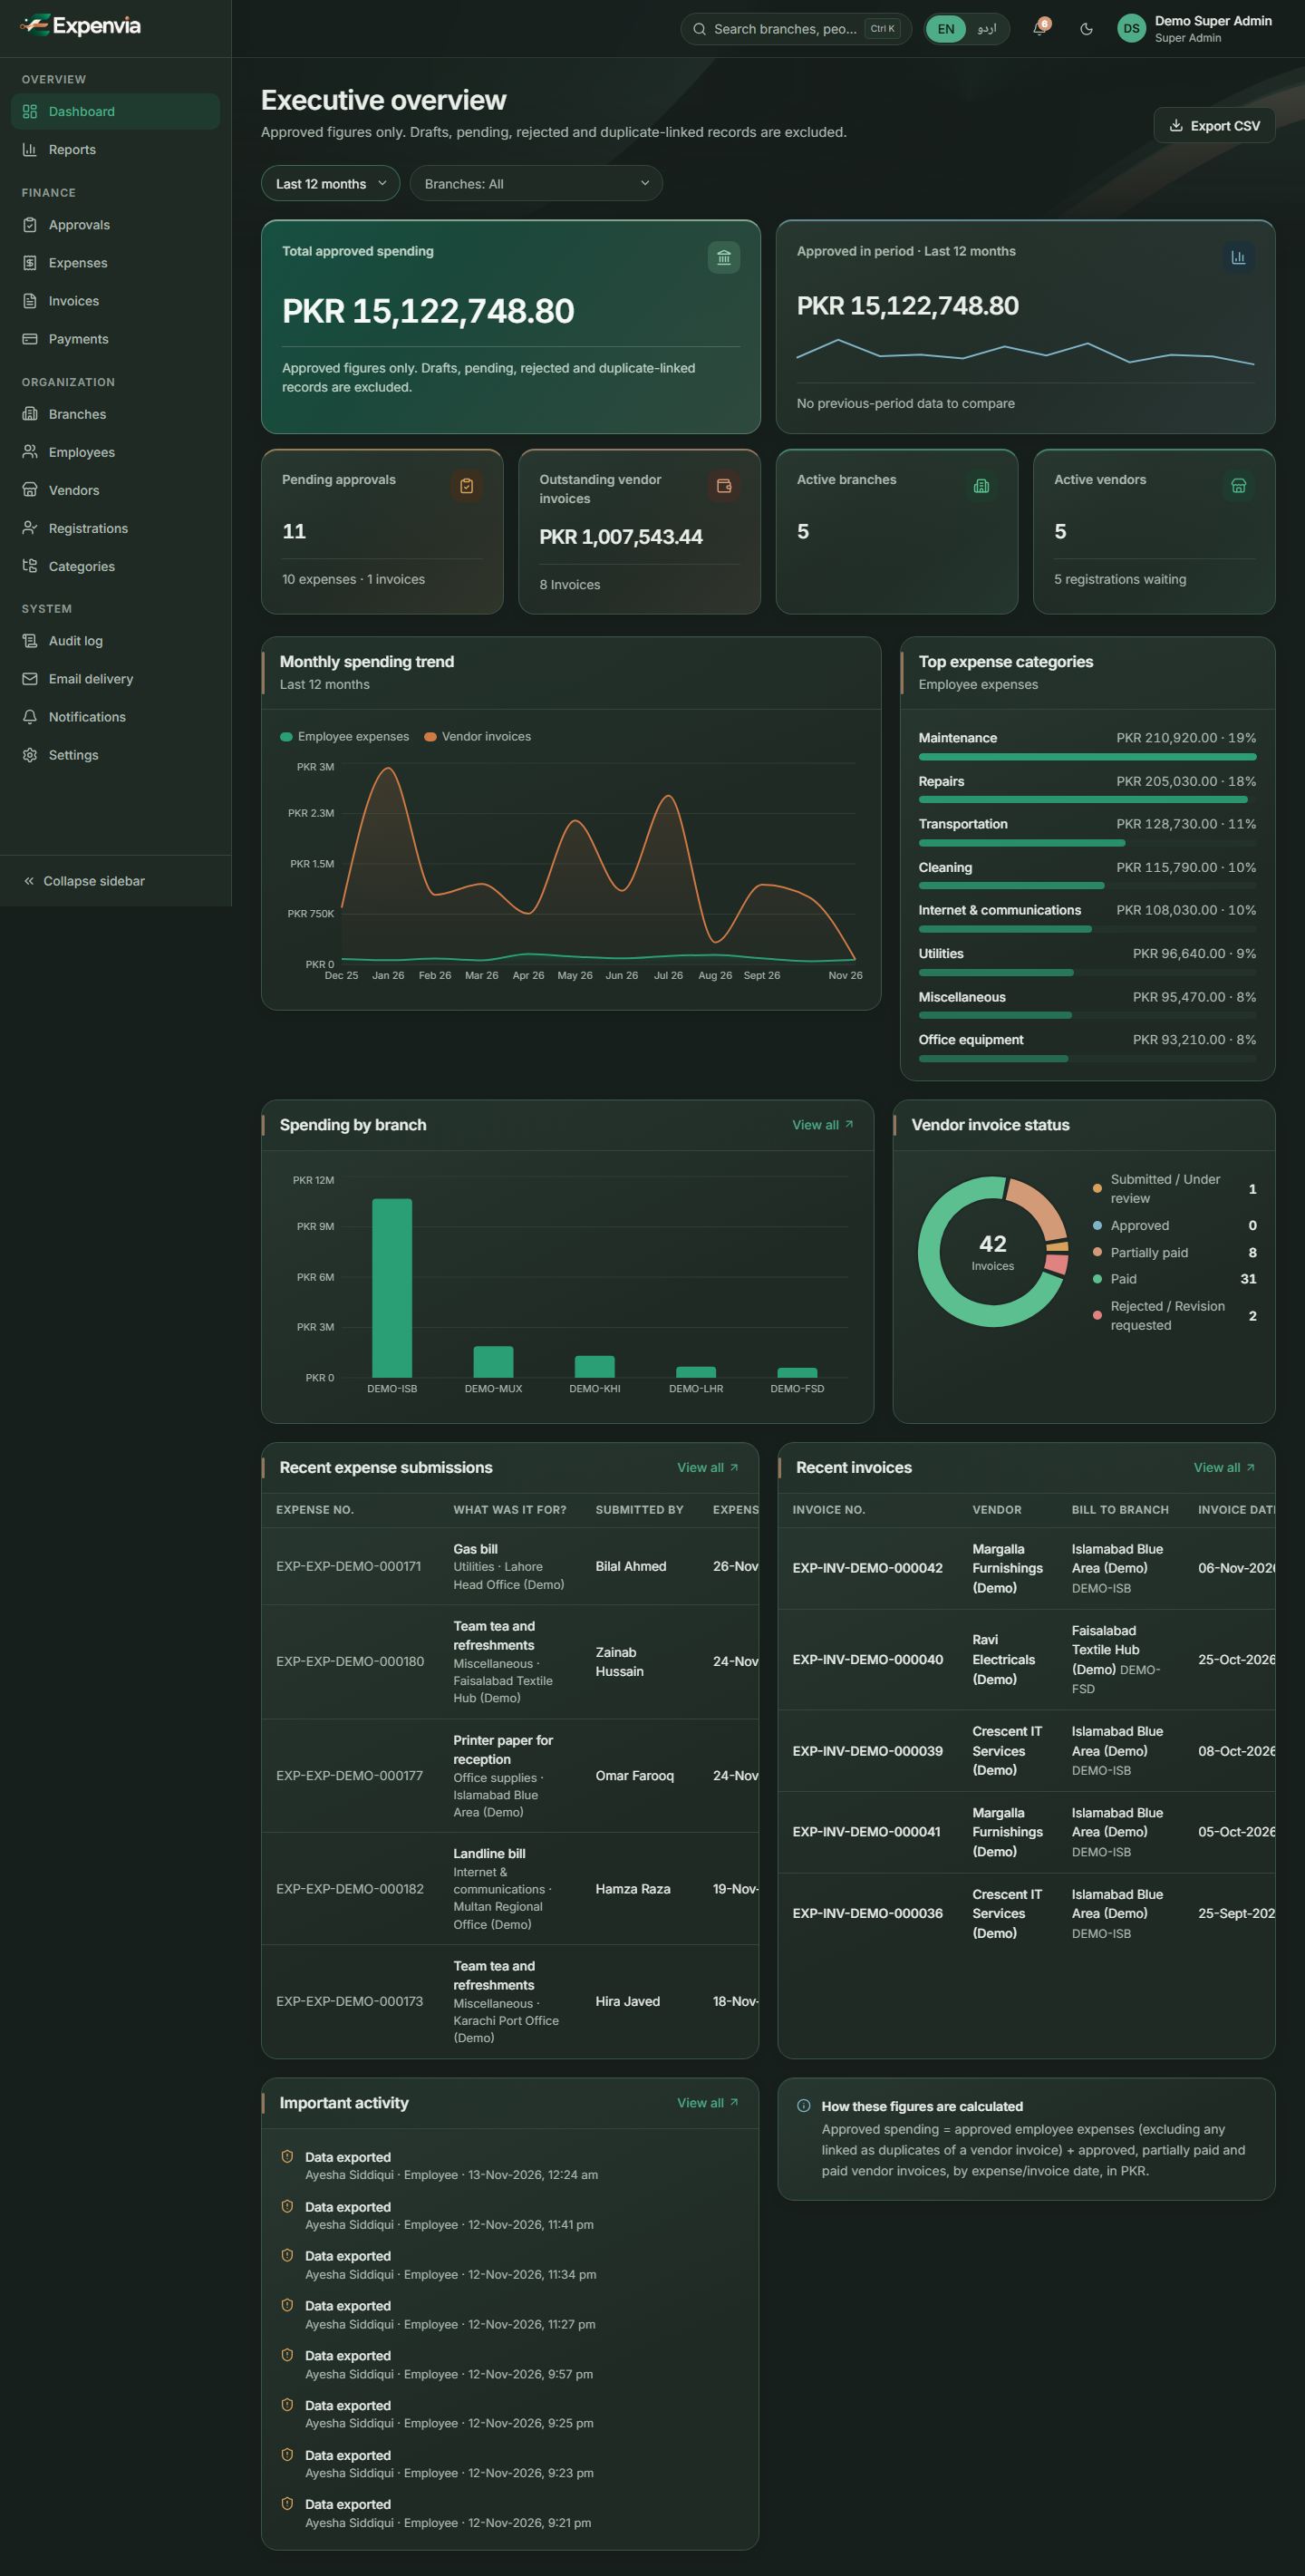 Expenvia
Search branches, peo... Ctrl K
EN اردو
6
DS Demo Super Admin
Super Admin
OVERVIEW
Dashboard
Reports
FINANCE
Approvals
Expenses
Invoices
Payments
ORGANIZATION
Branches
Employees
Vendors
Registrations
Categories
SYSTEM
Audit log
Email delivery
Notifications
Settings
Collapse sidebar
Executive overview
Approved figures only. Drafts, pending, rejected and duplicate-linked records are excluded.
Export CSV
Last 12 months
Branches: All
Total approved spending
PKR 15,122,748.80
Approved figures only. Drafts, pending, rejected and duplicate-linked
records are excluded.
Approved in period · Last 12 months
PKR 15,122,748.80
No previous-period data to compare
Pending approvals
11
10 expenses · 1 invoices
Outstanding vendor
invoices
PKR 1,007,543.44
8 Invoices
Active branches
5
Active vendors
5
5 registrations waiting
Monthly spending trend
Last 12 months
Employee expenses Vendor invoices
PKR 3M
PKR 2.3M
PKR 1.5M
PKR 750K
PKR 0
Dec 25 Jan 26 Feb 26 Mar 26 Apr 26 May 26 Jun 26 Jul 26 Aug 26 Sept 26 Nov 26
Top expense categories
Employee expenses
Maintenance PKR 210,920.00 · 19%
Repairs PKR 205,030.00 · 18%
Transportation PKR 128,730.00 · 11%
Cleaning PKR 115,790.00 · 10%
Internet & communications PKR 108,030.00 · 10%
Utilities PKR 96,640.00 · 9%
Miscellaneous PKR 95,470.00 · 8%
Office equipment PKR 93,210.00 · 8%
Spending by branch View all
PKR 12M
PKR 9M
PKR 6M
PKR 3M
PKR 0
DEMO-ISB DEMO-MUX DEMO-KHI DEMO-LHR DEMO-FSD
Vendor invoice status
42
Invoices
Submitted / Under
review 1
Approved 0
Partially paid 8
Paid 31
Rejected / Revision
requested 2
Recent expense submissions View all
EXPENSE NO. WHAT WAS IT FOR? SUBMITTED BY EXPENS
EXP-EXP-DEMO-000171
Gas bill
Utilities · Lahore
Head Office (Demo)
Bilal Ahmed
26-Nov
EXP-EXP-DEMO-000180
Team tea and
refreshments
Miscellaneous ·
Faisalabad Textile
Hub (Demo)
Zainab
Hussain
24-Nov
EXP-EXP-DEMO-000177
Printer paper for
reception
Office supplies ·
Islamabad Blue
Area (Demo)
Omar Farooq
24-Nov
EXP-EXP-DEMO-000182
Landline bill
Internet &
communications ·
Multan Regional
Office (Demo)
Hamza Raza
19-Nov-
EXP-EXP-DEMO-000173
Team tea and
refreshments
Miscellaneous ·
Karachi Port Office
(Demo)
Hira Javed
18-Nov-
Recent invoices View all
INVOICE NO. VENDOR BILL TO BRANCH INVOICE DATE
EXP-INV-DEMO-000042
Margalla
Furnishings
(Demo)
Islamabad Blue
Area (Demo)
DEMO-ISB
06-Nov-2026
EXP-INV-DEMO-000040
Ravi
Electricals
(Demo)
Faisalabad
Textile Hub
(Demo) DEMO-
FSD
25-Oct-2026
EXP-INV-DEMO-000039
Crescent IT
Services
(Demo)
Islamabad Blue
Area (Demo)
DEMO-ISB
08-Oct-2026
EXP-INV-DEMO-000041
Margalla
Furnishings
(Demo)
Islamabad Blue
Area (Demo)
DEMO-ISB
05-Oct-2026
EXP-INV-DEMO-000036
Crescent IT
Services
(Demo)
Islamabad Blue
Area (Demo)
DEMO-ISB
25-Sept-202
Important activity View all
Data exported
Ayesha Siddiqui · Employee · 13-Nov-2026, 12:24 am
Data exported
Ayesha Siddiqui · Employee · 12-Nov-2026, 11:41 pm
Data exported
Ayesha Siddiqui · Employee · 12-Nov-2026, 11:34 pm
Data exported
Ayesha Siddiqui · Employee · 12-Nov-2026, 11:27 pm
Data exported
Ayesha Siddiqui · Employee · 12-Nov-2026, 9:57 pm
Data exported
Ayesha Siddiqui · Employee · 12-Nov-2026, 9:25 pm
Data exported
Ayesha Siddiqui · Employee · 12-Nov-2026, 9:23 pm
Data exported
Ayesha Siddiqui · Employee · 12-Nov-2026, 9:21 pm
How these figures are calculated
Approved spending = approved employee expenses (excluding any
linked as duplicates of a vendor invoice) + approved, partially paid and
paid vendor invoices, by expense/invoice date, in PKR.